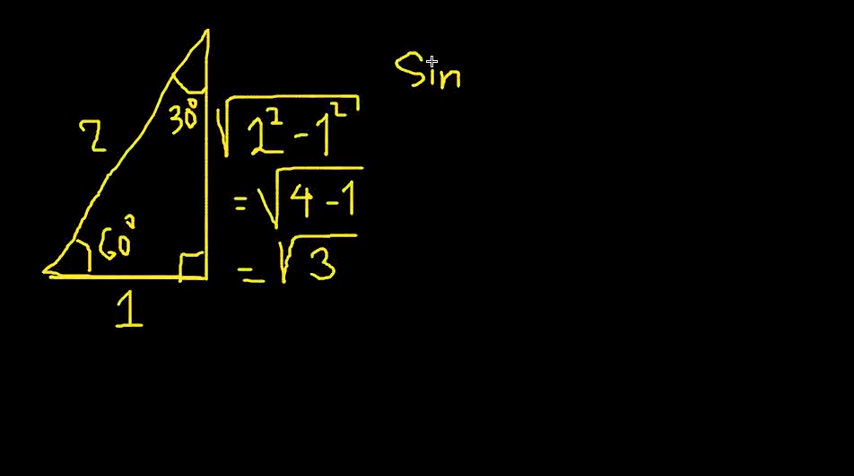 Sin
30°
2
√(2² - 1²)
= √(4 - 1)
60°
= √3
1